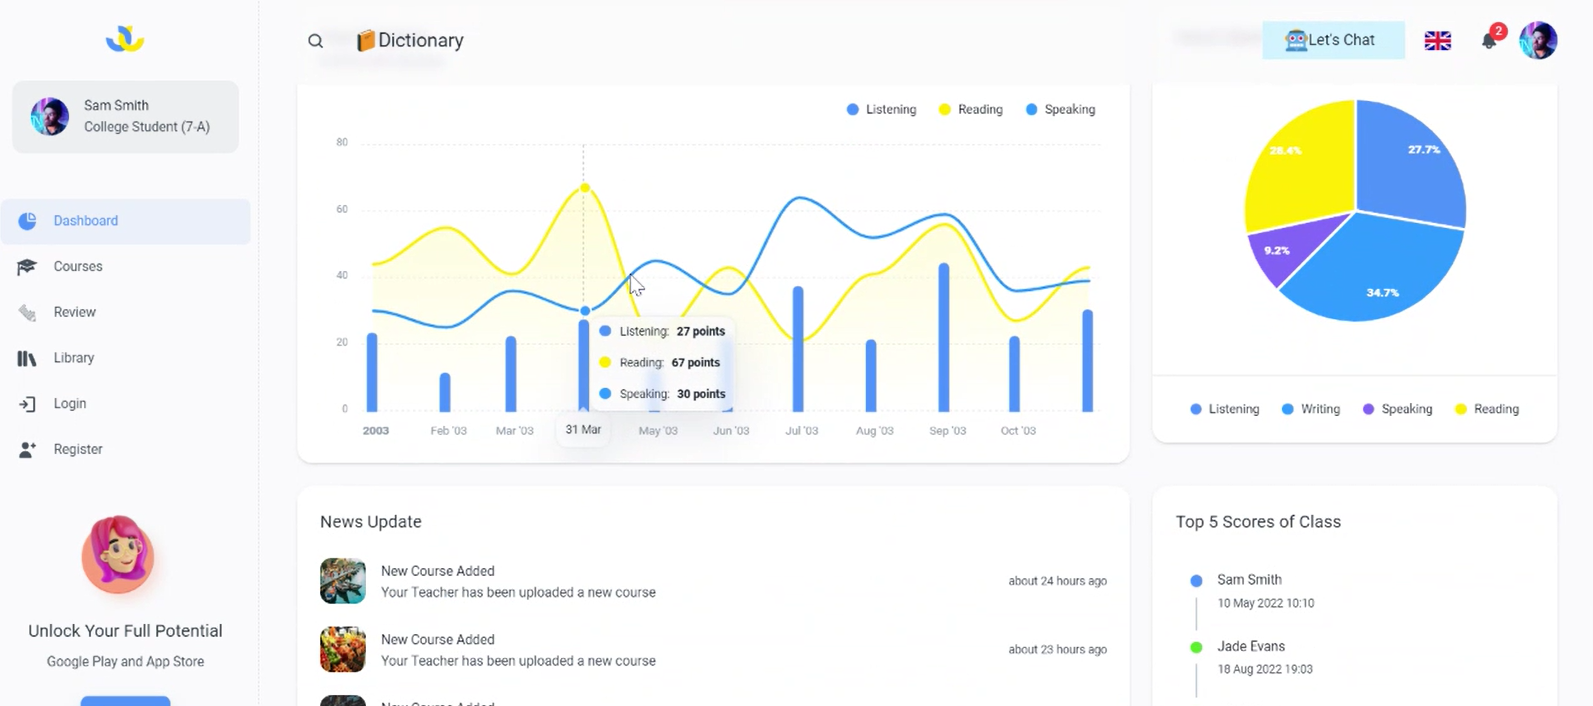 Dictionary
Let's Chat
2
Sam Smith
College Student (7-A)
Dashboard
Courses
Review
Library
Login
Register
Unlock Your Full Potential
Google Play and App Store
Listening
Reading
Speaking
80
60
40
20
0
Listening: 27 points
Reading: 67 points
Speaking: 30 points
2003
Feb '03
Mar '03
31 Mar
May '03
Jun '03
Jul '03
Aug '03
Sep '03
Oct '03
26.4%
27.7%
9.2%
34.7%
Listening
Writing
Speaking
Reading
News Update
New Course Added
Your Teacher has been uploaded a new course
about 24 hours ago
New Course Added
Your Teacher has been uploaded a new course
about 23 hours ago
Top 5 Scores of Class
Sam Smith
10 May 2022 10:10
Jade Evans
18 Aug 2022 19:03